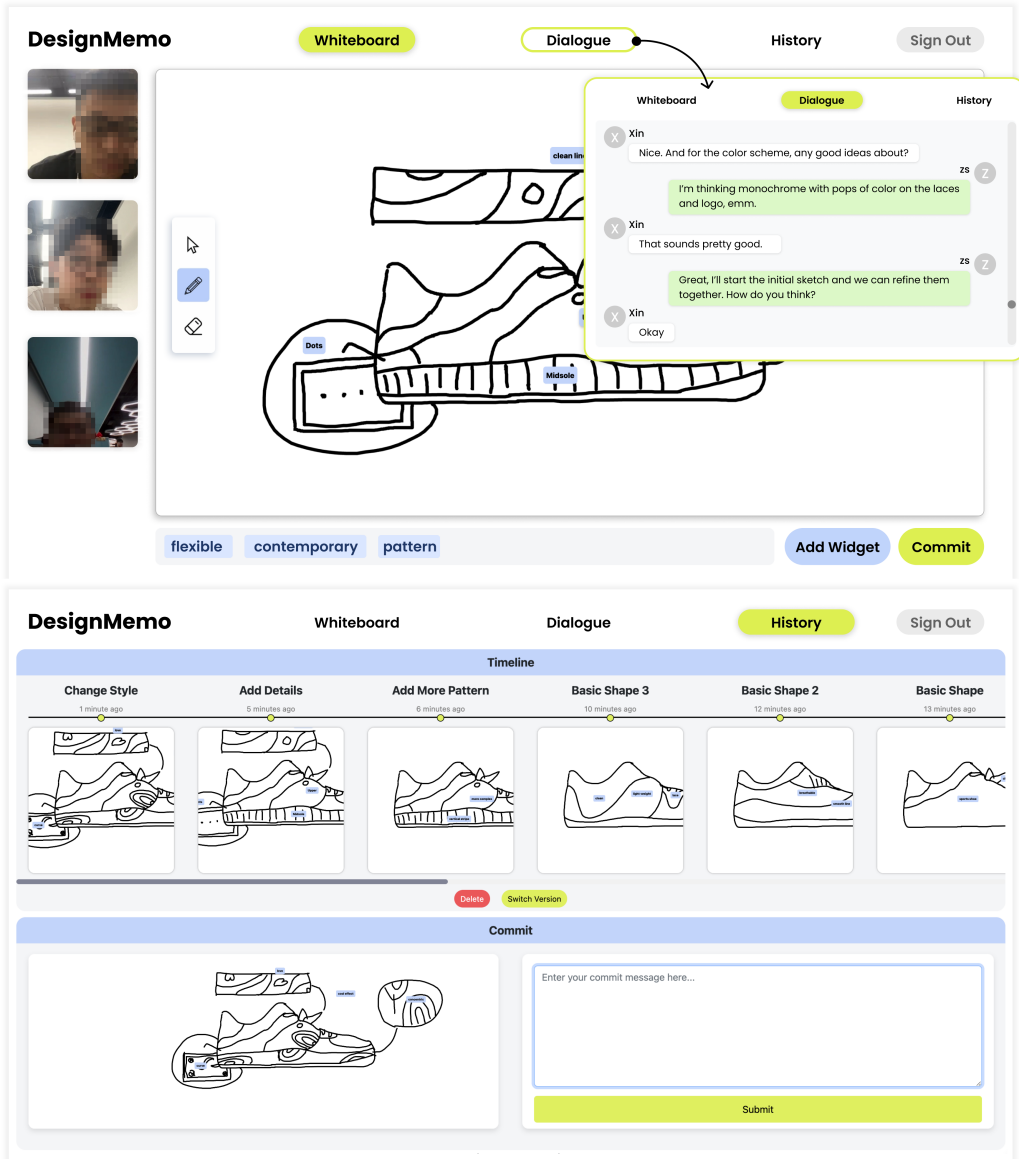 DesignMemo
Whiteboard
Dialogue
History
Sign Out
Whiteboard
Dialogue
History
X
Xin
Nice. And for the color scheme, any good ideas about?
zs
Z
I'm thinking monochrome with pops of color on the laces
and logo, emm.
X
Xin
That sounds pretty good.
zs
Z
Great, I'll start the initial sketch and we can refine them
together. How do you think?
X
Xin
Okay
Dots
Midsole
flexible
contemporary
pattern
Add Widget
Commit
DesignMemo
Whiteboard
Dialogue
History
Sign Out
Timeline
Change Style
Add Details
Add More Pattern
Basic Shape 3
Basic Shape 2
Basic Shape
1 minute ago
5 minutes ago
6 minutes ago
10 minutes ago
12 minutes ago
13 minutes ago
Delete
Switch Version
Commit
Enter your commit message here...
Submit